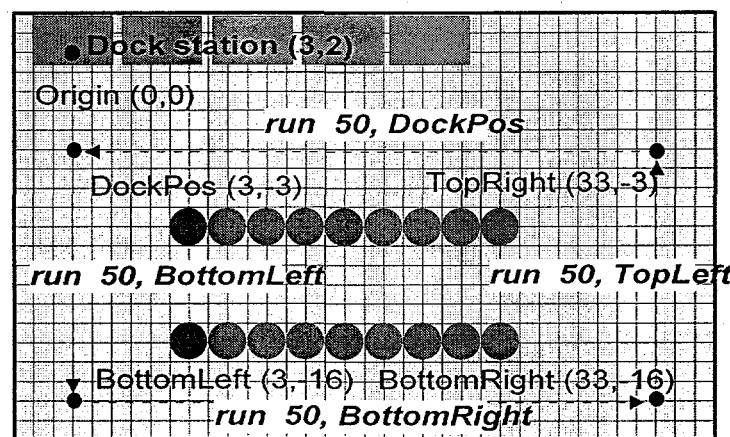 Dock station (3,2)
Origin (0,0)
run 50, DockPos
DockPos (3,-3)
TopRight (33,-3)
run 50, BottomLeft
run 50, TopLeft
BottomLeft (3,-16)
BottomRight (33,-16)
run 50, BottomRight